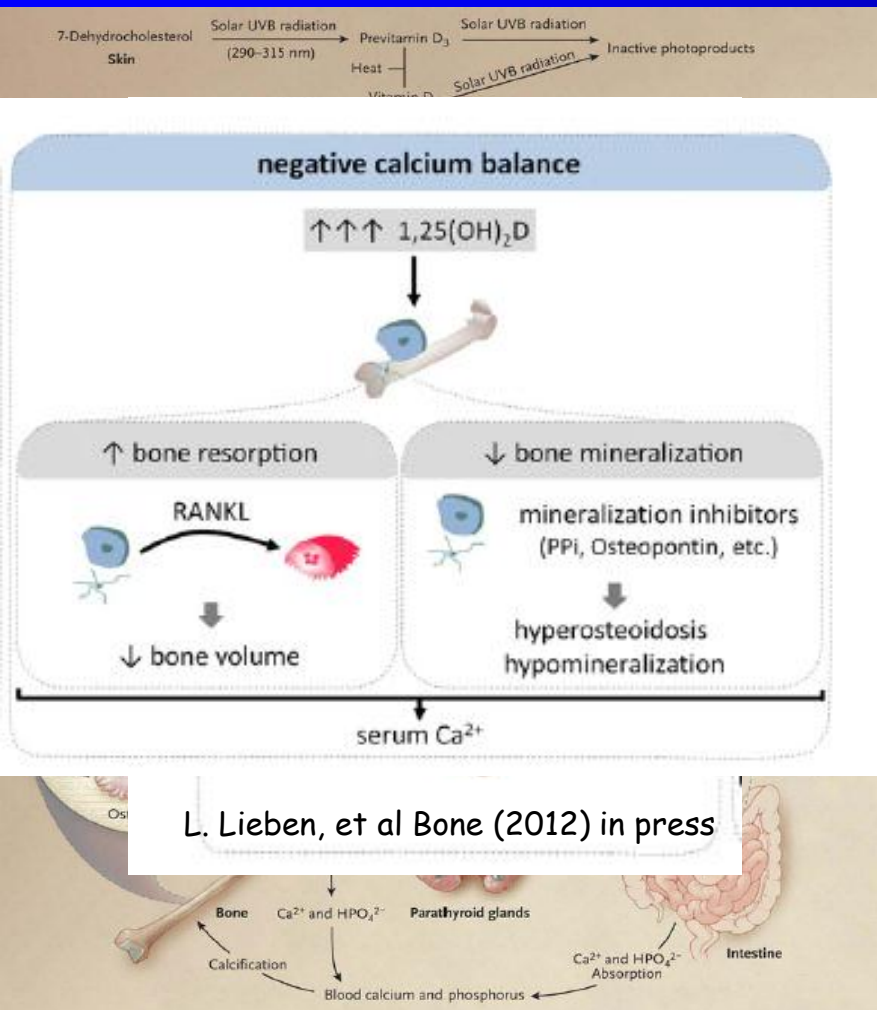 7-Dehydrocholesterol
Skin
Solar UVB radiation
(290–315 nm)
Previtamin D₃
Solar UVB radiation
Inactive photoproducts
Heat
Solar UVB radiation
Vitamin D
negative calcium balance
↑↑↑ 1,25(OH)₂D
↑ bone resorption
RANKL
↓ bone volume
↓ bone mineralization
mineralization inhibitors
(PPi, Osteopontin, etc.)
hyperosteoidosis
hypomineralization
serum Ca²⁺
L. Lieben, et al Bone (2012) in press
Bone
Ca²⁺ and HPO₄²⁻
Parathyroid glands
Calcification
Ca²⁺ and HPO₄²⁻
Absorption
Intestine
Blood calcium and phosphorus